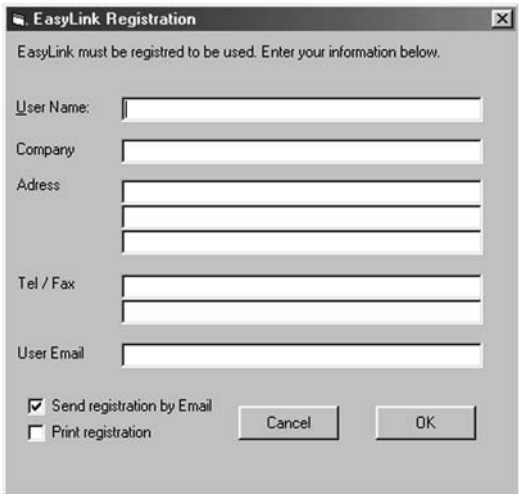 EasyLink Registration
EasyLink must be registred to be used. Enter your information below.
User Name:
Company
Adress
Tel / Fax
User Email
Send registration by Email
Print registration
Cancel
OK